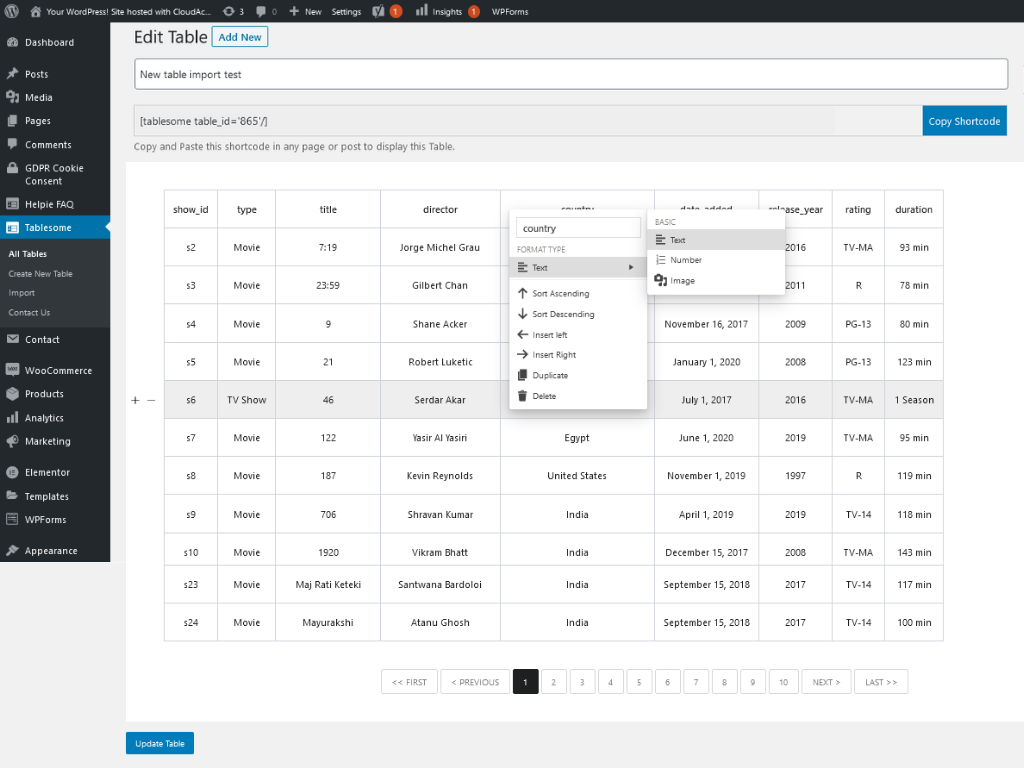 Your WordPress! Site hosted with CloudAc... 3 0 New Settings 1 Insights 1 WPForms
Dashboard
Posts
Media
Pages
Comments
GDPR Cookie
Consent
Helpie FAQ
Tablesome
All Tables
Create New Table
Import
Contact Us
Contact
WooCommerce
Products
Analytics
Marketing
Elementor
Templates
WPForms
Appearance
Edit Table Add New
New table import test
[tablesome table_id='865'/] Copy Shortcode
Copy and Paste this shortcode in any page or post to display this Table.
show_id type title director country date_added release_year rating duration
s2 Movie 7:19 Jorge Michel Grau 2016 TV-MA 93 min
s3 Movie 23:59 Gilbert Chan 2011 R 78 min
s4 Movie 9 Shane Acker November 16, 2017 2009 PG-13 80 min
s5 Movie 21 Robert Luketic January 1, 2020 2008 PG-13 123 min
+ − s6 TV Show 46 Serdar Akar July 1, 2017 2016 TV-MA 1 Season
s7 Movie 122 Yasir Al Yasiri Egypt June 1, 2020 2019 TV-MA 95 min
s8 Movie 187 Kevin Reynolds United States November 1, 2019 1997 R 119 min
s9 Movie 706 Shravan Kumar India April 1, 2019 2019 TV-14 118 min
s10 Movie 1920 Vikram Bhatt India December 15, 2017 2008 TV-MA 143 min
s23 Movie Maj Rati Keteki Santwana Bardoloi India September 15, 2018 2017 TV-14 117 min
s24 Movie Mayurakshi Atanu Ghosh India September 15, 2018 2017 TV-14 100 min
country
FORMAT TYPE
Text
Sort Ascending
Sort Descending
Insert left
Insert Right
Duplicate
Delete
BASIC
Text
Number
Image
<< FIRST < PREVIOUS 1 2 3 4 5 6 7 8 9 10 NEXT > LAST >>
Update Table